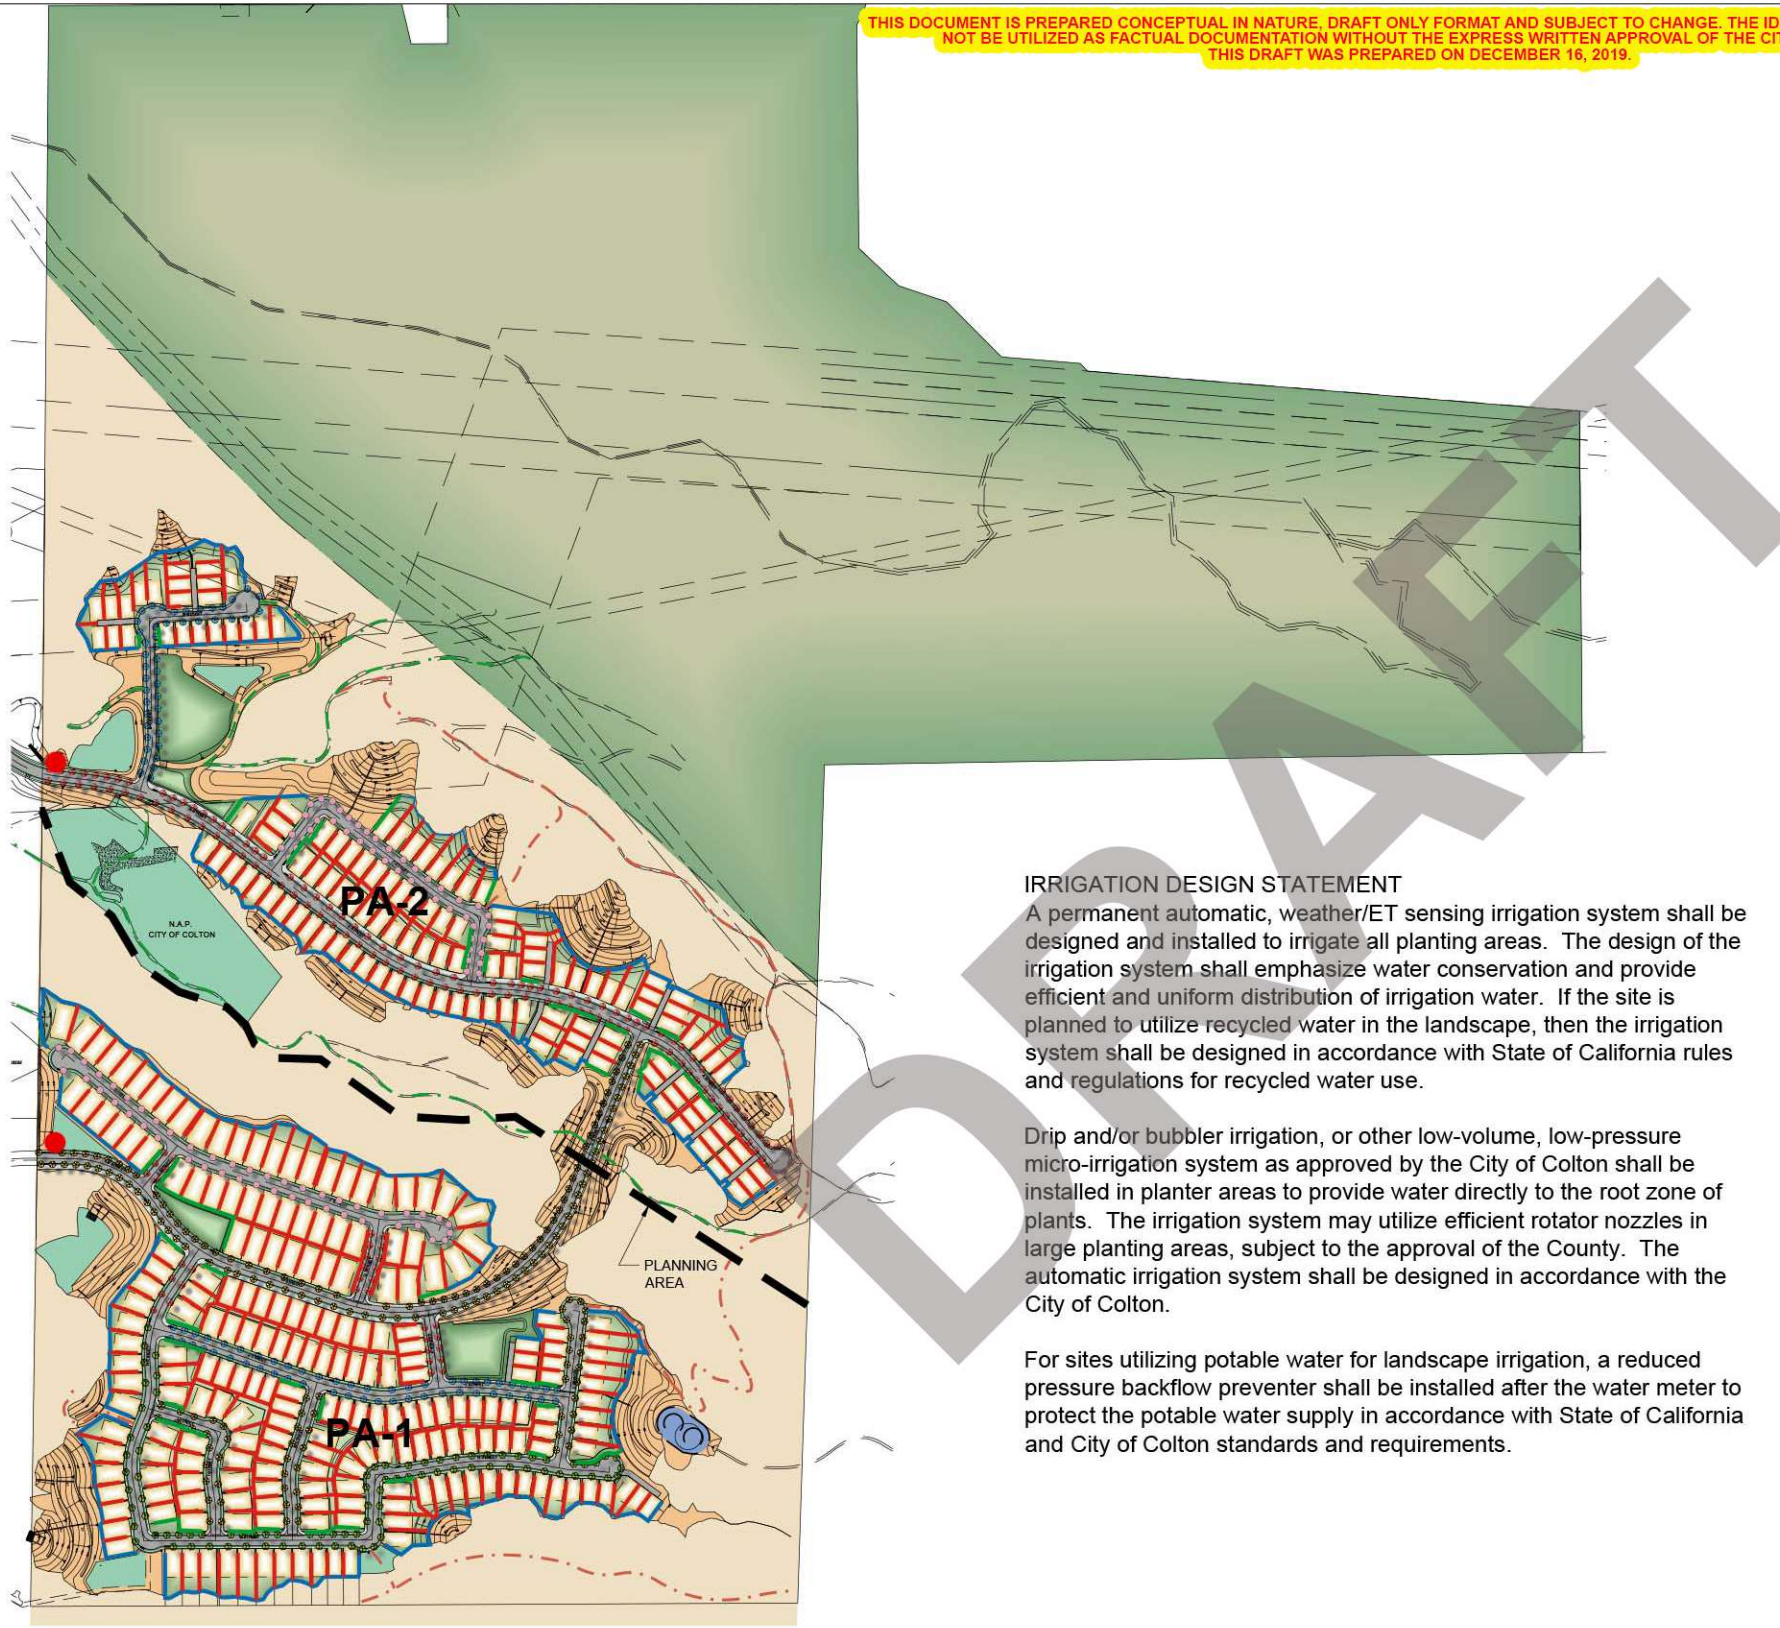 THIS DOCUMENT IS PREPARED CONCEPTUAL IN NATURE, DRAFT ONLY FORMAT AND SUBJECT TO CHANGE. THE
NOT BE UTILIZED AS FACTUAL DOCUMENTATION WITHOUT THE EXPRESS WRITTEN APPROVAL OF THE
THIS DRAFT WAS PREPARED ON DECEMBER 16, 2019.
DRAFT
PA-2
N.A.P.
CITY OF COLTON
PLANNING
AREA
PA-1
IRRIGATION DESIGN STATEMENT
A permanent automatic, weather/ET sensing irrigation system shall be
designed and installed to irrigate all planting areas. The design of the
irrigation system shall emphasize water conservation and provide
efficient and uniform distribution of irrigation water. If the site is
planned to utilize recycled water in the landscape, then the irrigation
system shall be designed in accordance with State of California rules
and regulations for recycled water use.
Drip and/or bubbler irrigation, or other low-volume, low-pressure
micro-irrigation system as approved by the City of Colton shall be
installed in planter areas to provide water directly to the root zone of
plants. The irrigation system may utilize efficient rotator nozzles in
large planting areas, subject to the approval of the County. The
automatic irrigation system shall be designed in accordance with the
City of Colton.
For sites utilizing potable water for landscape irrigation, a reduced
pressure backflow preventer shall be installed after the water meter to
protect the potable water supply in accordance with State of California
and City of Colton standards and requirements.